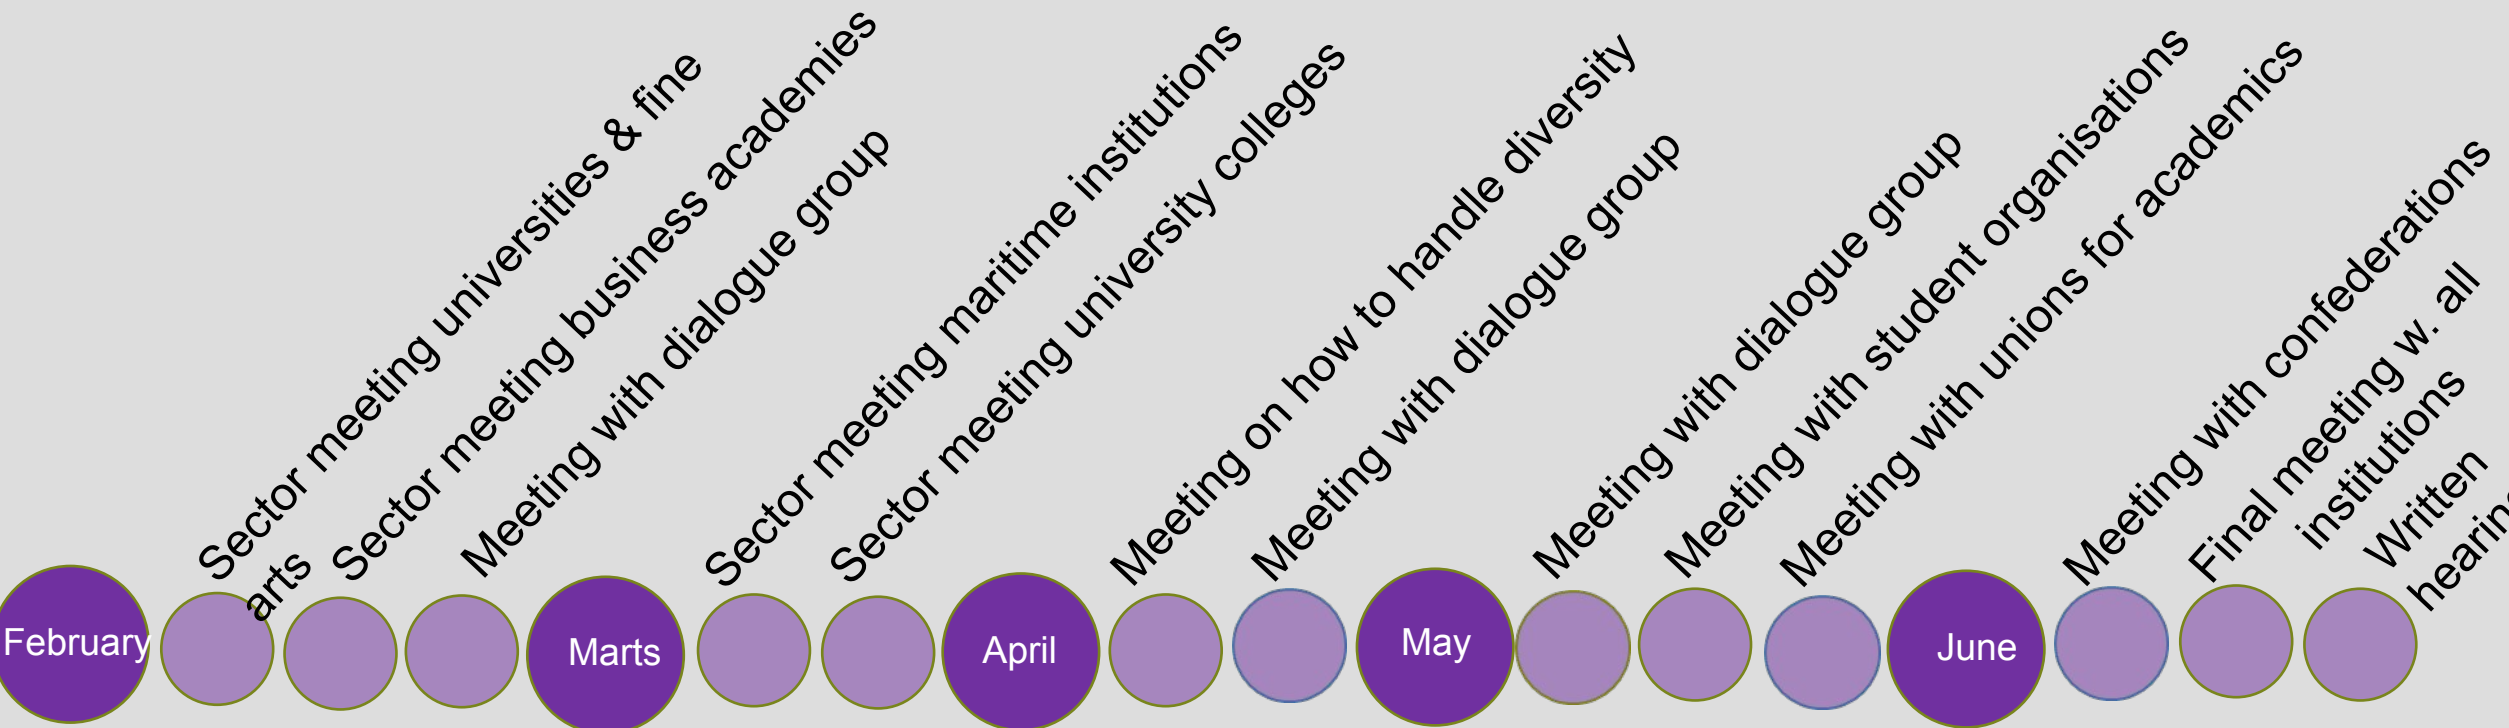 February
Sector meeting universities & fine
arts
Sector meeting business academies
Meeting with dialogue group
Marts
Sector meeting maritime institutions
Sector meeting university colleges
April
Meeting on how to handle diversity
Meeting with dialogue group
May
Meeting with dialogue group
Meeting with student organisations
Meeting with unions for academics
June
Meeting with confederations
Final meeting w. all
institutions
Written